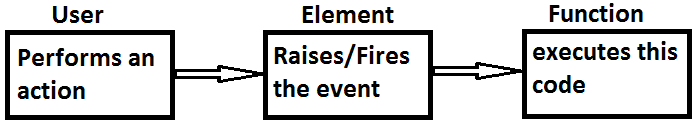 User
Performs an
action
Element
Raises/Fires
the event
Function
executes this
code